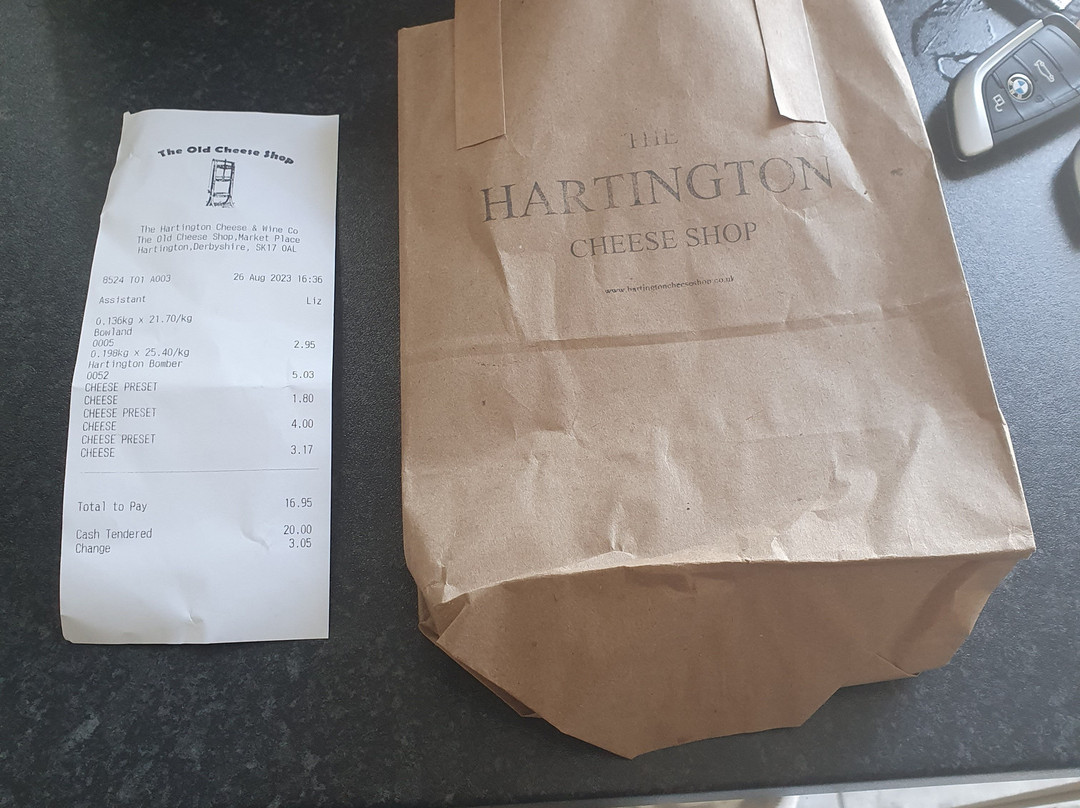 The Old Cheese Shop
The Hartington Cheese & Wine Co
The Old Cheese Shop,Market Place
Hartington,Derbyshire, SK17 0AL
8524 T01 A003 26 Aug 2023 16:36
Assistant Liz
0.136kg x 21.70/kg
Bowland
0005 2.95
0.198kg x 25.40/kg
Hartington Bomber
0052 5.03
CHEESE PRESET
CHEESE 1.80
CHEESE PRESET
CHEESE 4.00
CHEESE PRESET
CHEESE 3.17
Total to Pay 16.95
Cash Tendered 20.00
Change 3.05
THE
HARTINGTON
CHEESE SHOP
www.hartingtoncheeseshop.co.uk